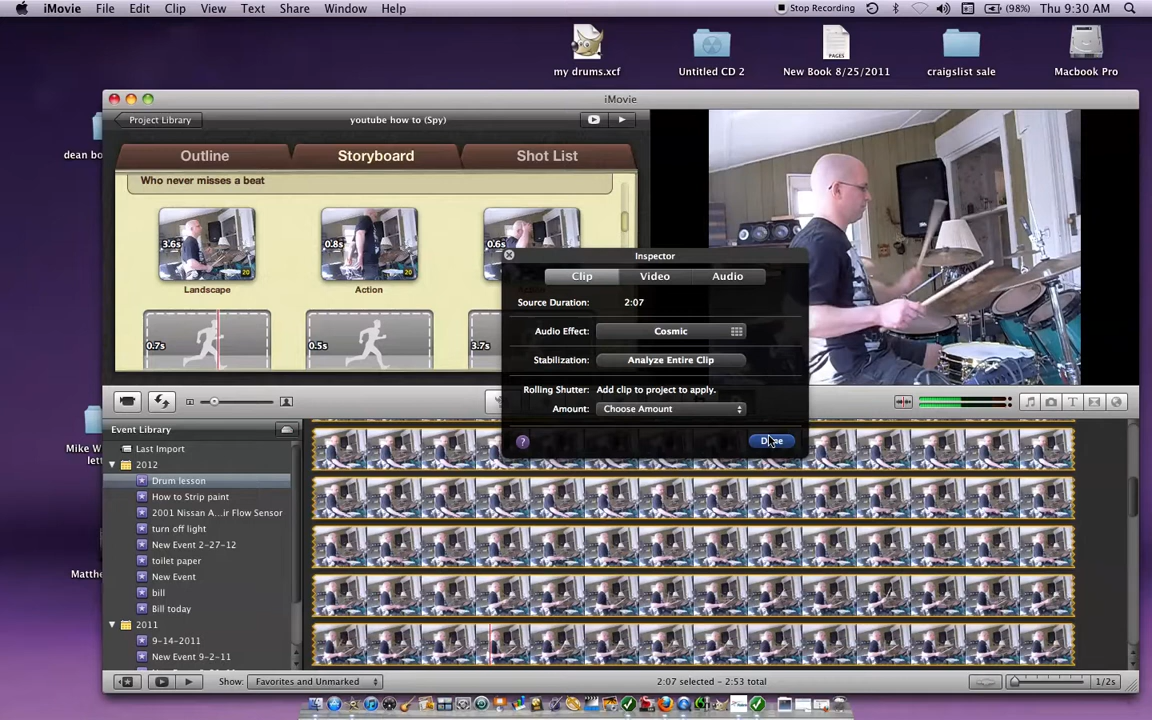 iMovie File Edit Clip View Text Share Window Help
Stop Recording (98%) Thu 9:30 AM
my drums.xcf
Untitled CD 2
New Book 8/25/2011
craigslist sale
Macbook Pro
PAGES
iMovie
Project Library
youtube how to (Spy)
dean bo
Outline Storyboard Shot List
Who never misses a beat
3.6s 20
0.8s 20
0.6s
Landscape
Action
0.7s
0.5s
3.7s
Inspector
Clip Video Audio
Source Duration: 2:07
Audio Effect: Cosmic
Stabilization: Analyze Entire Clip
Rolling Shutter: Add clip to project to apply.
Amount: Choose Amount
? Done
Event Library
Last Import
2012
Drum lesson
How to Strip paint
2001 Nissan A...ir Flow Sensor
turn off light
New Event 2-27-12
toilet paper
New Event
bill
Bill today
2011
9-14-2011
New Event 9-2-11
Mike W
lett
Matthe
Show: Favorites and Unmarked
2:07 selected - 2:53 total
1/2s